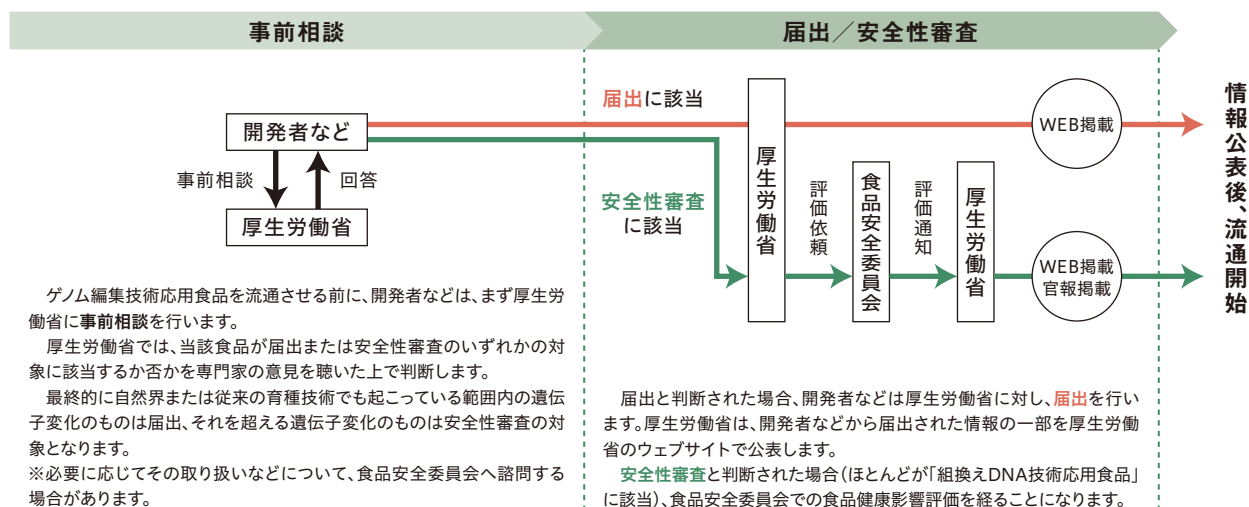 事前相談
届出／安全性審査
開発者など
事前相談
回答
厚生労働省
届出に該当
安全性審査
に該当
厚生労働省
評価依頼
食品安全委員会
評価通知
厚生労働省
WEB掲載
WEB掲載
官報掲載
情報公表後、流通開始
ゲノム編集技術応用食品を流通させる前に、開発者などは、まず厚生労
働省に事前相談を行います。
厚生労働省では、当該食品が届出または安全性審査のいずれかの対
象に該当するか否かを専門家の意見を聴いた上で判断します。
最終的に自然界または従来の育種技術でも起こっている範囲内の遺伝
子変化のものは届出、それを超える遺伝子変化のものは安全性審査の対
象となります。
※必要に応じてその取り扱いなどについて、食品安全委員会へ諮問する
場合があります。
届出と判断された場合、開発者などは厚生労働省に対し、届出を行い
ます。厚生労働省は、開発者などから届出された情報の一部を厚生労働
省のウェブサイトで公表します。
安全性審査と判断された場合（ほとんどが「組換えDNA技術応用食品」
に該当）、食品安全委員会での食品健康影響評価を経ることになります。